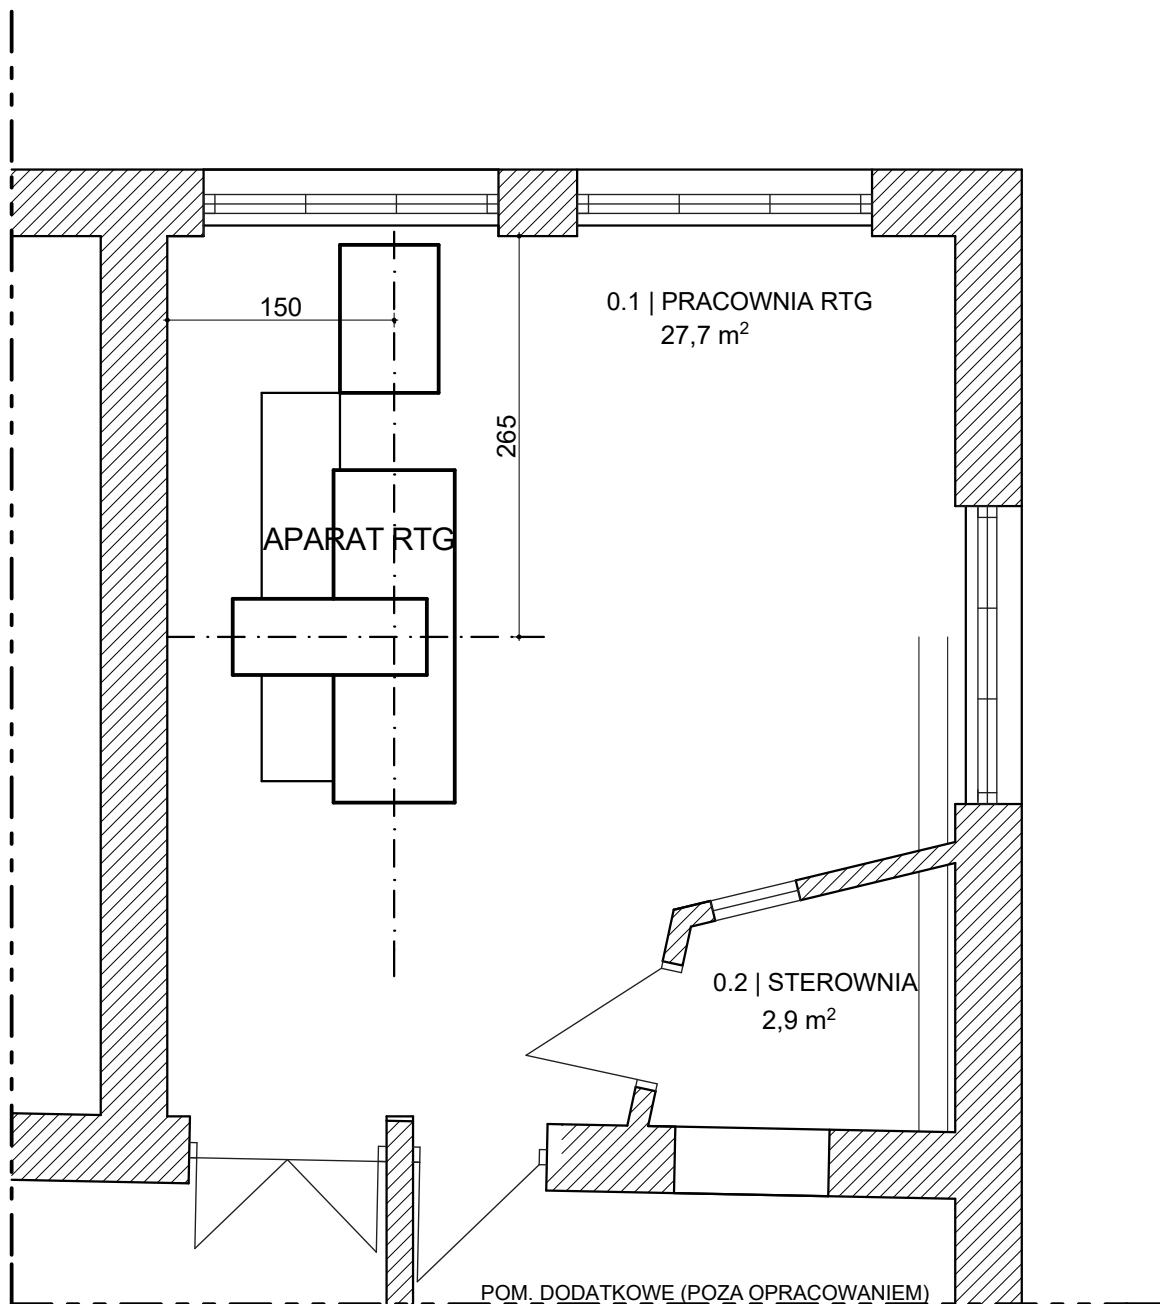 0.1 | PRACOWNIA RTG
27,7 m²
150
265
APARAT RTG
0.2 | STEROWNIA
2,9 m²
POM. DODATKOWE (POZA OPRACOWANIEM)